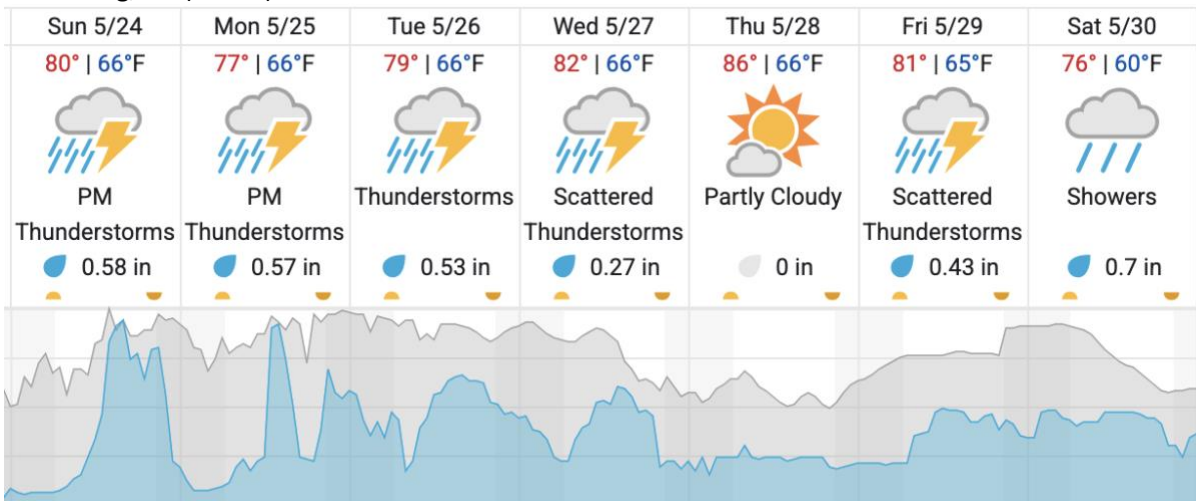 Sun 5/24 Mon 5/25 Tue 5/26 Wed 5/27 Thu 5/28 Fri 5/29 Sat 5/30
80° | 66°F 77° | 66°F 79° | 66°F 82° | 66°F 86° | 66°F 81° | 65°F 76° | 60°F
PM PM Thunderstorms Scattered Partly Cloudy Scattered Showers
Thunderstorms Thunderstorms Thunderstorms Thunderstorms
0.58 in 0.57 in 0.53 in 0.27 in 0 in 0.43 in 0.7 in